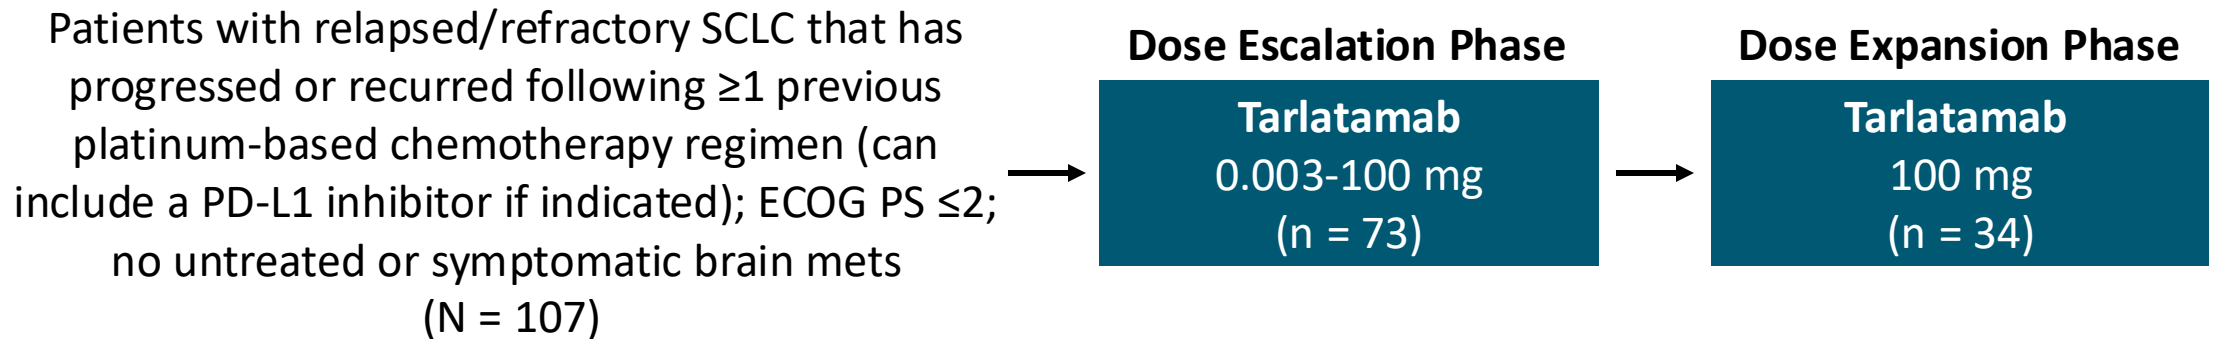 Patients with relapsed/refractory SCLC that has
progressed or recurred following ≥1 previous
platinum-based chemotherapy regimen (can
include a PD-L1 inhibitor if indicated); ECOG PS ≤2;
no untreated or symptomatic brain mets
(N = 107)
Dose Escalation Phase
Tarlatamab
0.003-100 mg
(n = 73)
Dose Expansion Phase
Tarlatamab
100 mg
(n = 34)